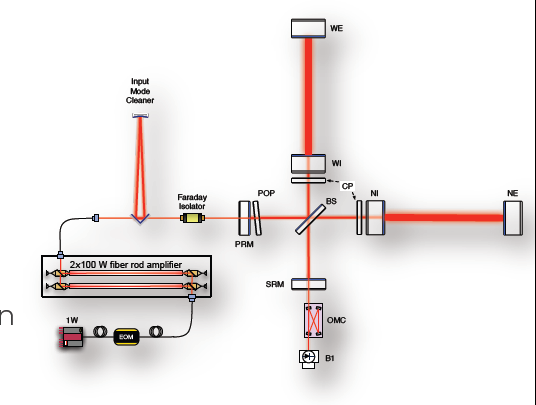 WE
Input
Mode
Cleaner
WI
CP
Faraday
Isolator
POP
BS
NI
NE
PRM
2x100 W fiber rod amplifier
SRM
n
1W
EOM
OMC
B1